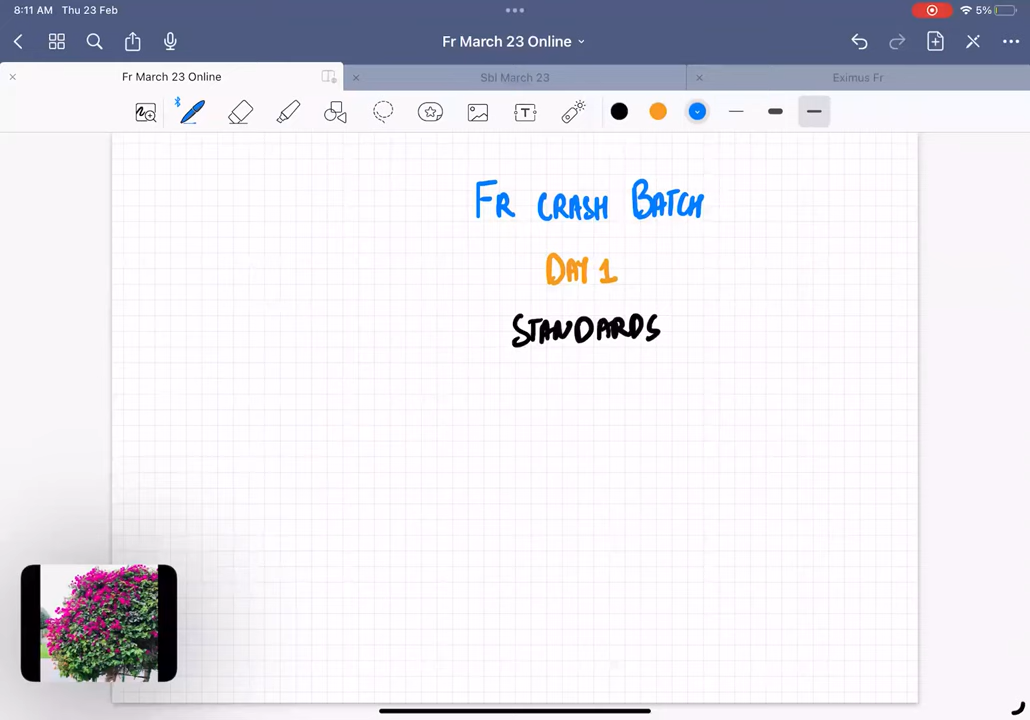 8:11 AM Thu 23 Feb
5%
Fr March 23 Online
Fr March 23 Online
Sbl March 23
Eximus Fr
T
FR CRASH BATCH
DAY 1
STANDARDS